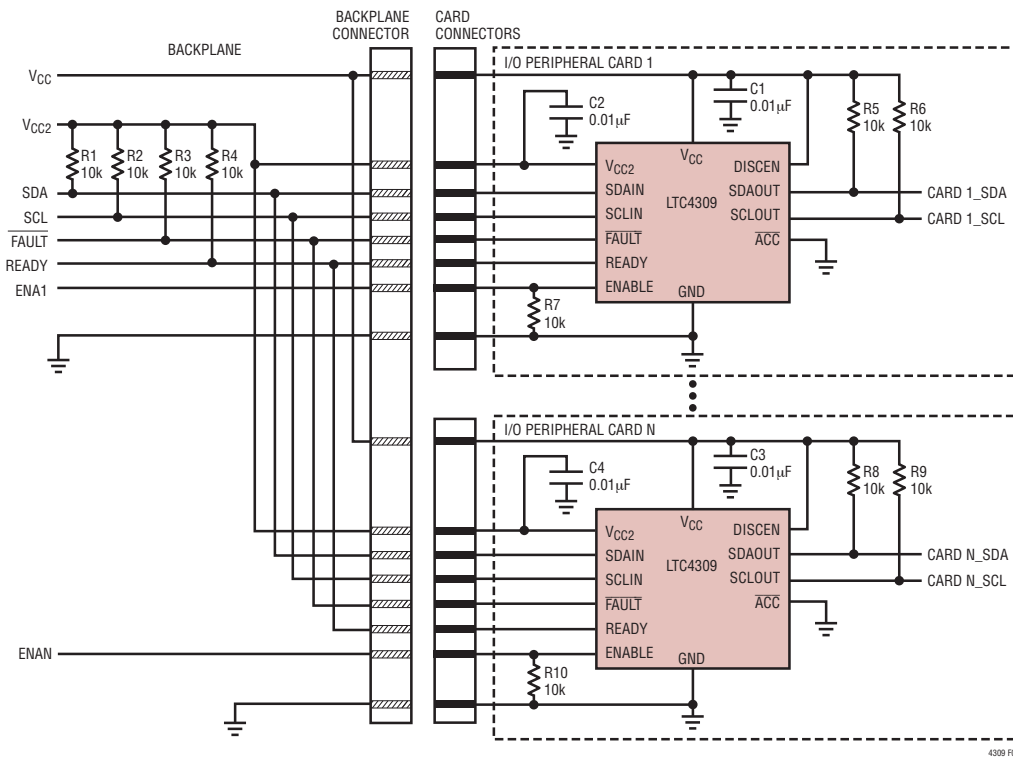 BACKPLANE CONNECTOR
CARD CONNECTORS
BACKPLANE
VCC
VCC2
R1 10k
R2 10k
R3 10k
R4 10k
SDA
SCL
FAULT
READY
ENA1
ENAN
I/O PERIPHERAL CARD 1
C2 0.01µF
C1 0.01µF
R5 10k
R6 10k
VCC
VCC2
DISCEN
SDAIN
SDAOUT
LTC4309
SCLIN
SCLOUT
FAULT
ACC
READY
ENABLE
GND
R7 10k
CARD 1_SDA
CARD 1_SCL
I/O PERIPHERAL CARD N
C4 0.01µF
C3 0.01µF
R8 10k
R9 10k
VCC
VCC2
DISCEN
SDAIN
SDAOUT
LTC4309
SCLIN
SCLOUT
FAULT
ACC
READY
ENABLE
GND
R10 10k
CARD N_SDA
CARD N_SCL
4309